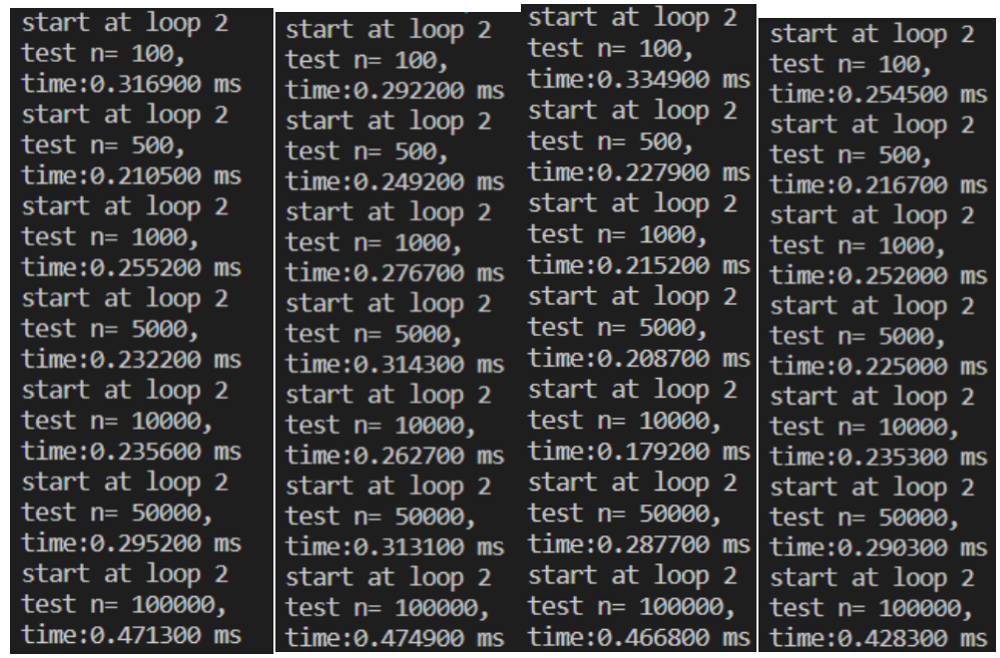 start at loop 2
test n= 100,
time:0.316900 ms
start at loop 2
test n= 500,
time:0.210500 ms
start at loop 2
test n= 1000,
time:0.255200 ms
start at loop 2
test n= 5000,
time:0.232200 ms
start at loop 2
test n= 10000,
time:0.235600 ms
start at loop 2
test n= 50000,
time:0.295200 ms
start at loop 2
test n= 100000,
time:0.471300 ms
start at loop 2
test n= 100,
time:0.292200 ms
start at loop 2
test n= 500,
time:0.249200 ms
start at loop 2
test n= 1000,
time:0.276700 ms
start at loop 2
test n= 5000,
time:0.314300 ms
start at loop 2
test n= 10000,
time:0.262700 ms
start at loop 2
test n= 50000,
time:0.313100 ms
start at loop 2
test n= 100000,
time:0.474900 ms
start at loop 2
test n= 100,
time:0.334900 ms
start at loop 2
test n= 500,
time:0.227900 ms
start at loop 2
test n= 1000,
time:0.215200 ms
start at loop 2
test n= 5000,
time:0.208700 ms
start at loop 2
test n= 10000,
time:0.179200 ms
start at loop 2
test n= 50000,
time:0.287700 ms
start at loop 2
test n= 100000,
time:0.466800 ms
start at loop 2
test n= 100,
time:0.254500 ms
start at loop 2
test n= 500,
time:0.216700 ms
start at loop 2
test n= 1000,
time:0.252000 ms
start at loop 2
test n= 5000,
time:0.225000 ms
start at loop 2
test n= 10000,
time:0.235300 ms
start at loop 2
test n= 50000,
time:0.290300 ms
start at loop 2
test n= 100000,
time:0.428300 ms